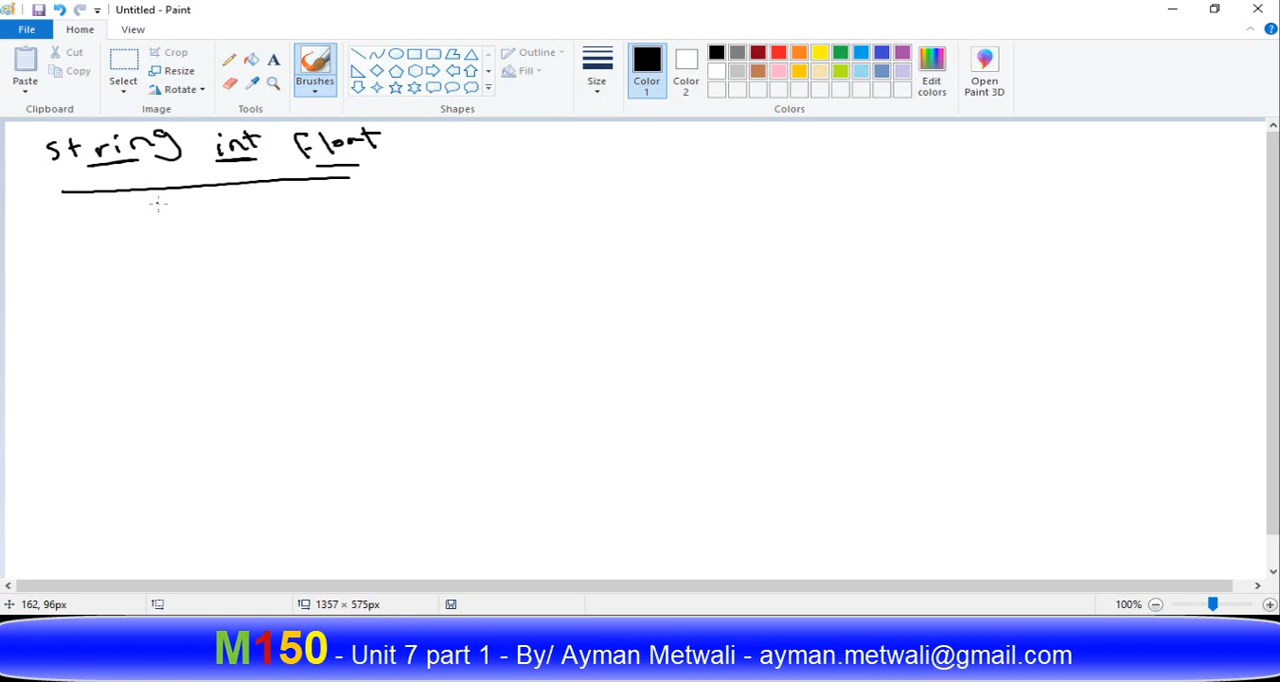 Untitled - Paint
File Home View
Paste
Cut
Copy
Clipboard
Select
Crop
Resize
Rotate
Image
A
Tools
Brushes
Outline
Fill
Shapes
Size
Color 1
Color 2
Edit colors
Colors
Open Paint 3D
string int float
162, 96px
1357 × 575px
100%
M150 - Unit 7 part 1 - By/ Ayman Metwali - ayman.metwali@gmail.com